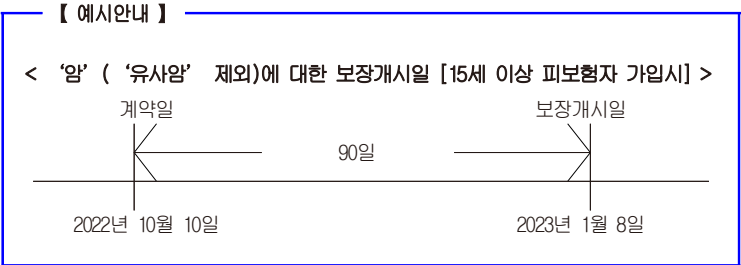 【 예시안내 】
< ‘암’ ( ‘유사암’ 제외)에 대한 보장개시일 [15세 이상 피보험자 가입시] >
계약일 보장개시일
90일
2022년 10월 10일 2023년 1월 8일